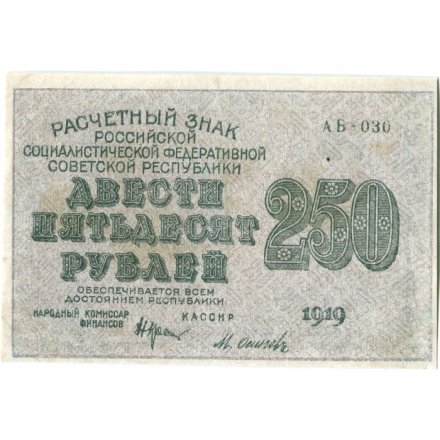 РАСЧЕТНЫЙ ЗНАК
АБ-030
РОССИЙСКОЙ
СОЦИАЛИСТИЧЕСКОЙ ФЕДЕРАТИВНОЙ
СОВЕТСКОЙ РЕСПУБЛИКИ
ДВЕСТИ
ПЯТЬДЕСЯТ
РУБЛЕЙ
250
ОБЕСПЕЧИВАЕТСЯ ВСЕМ
ДОСТОЯНИЕМ РЕСПУБЛИКИ
НАРОДНЫЙ КОМИССАР
ФИНАНСОВ
КАССИР
1919